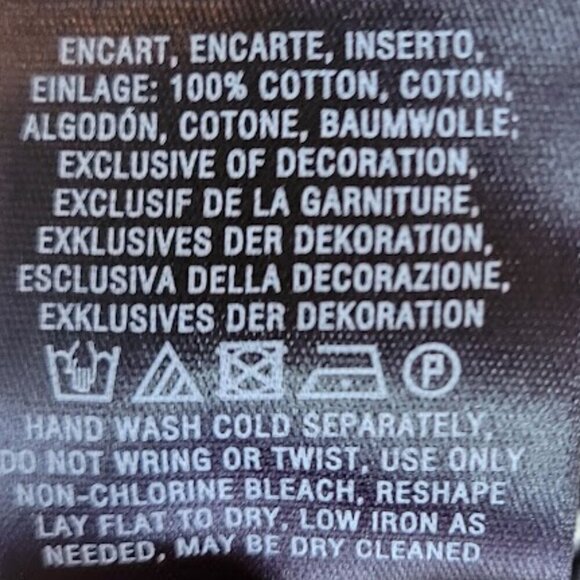 ENCART, ENCARTE, INSERTO,
EINLAGE: 100% COTTON, COTON,
ALGODÓN, COTONE, BAUMWOLLE;
EXCLUSIVE OF DECORATION,
EXCLUSIF DE LA GARNITURE,
EXKLUSIVES DER DEKORATION,
ESCLUSIVA DELLA DECORAZIONE,
EXKLUSIVES DER DEKORATION
P
HAND WASH COLD SEPARATELY,
DO NOT WRING OR TWIST, USE ONLY
NON-CHLORINE BLEACH, RESHAPE
LAY FLAT TO DRY, LOW IRON AS
NEEDED, MAY BE DRY CLEANED